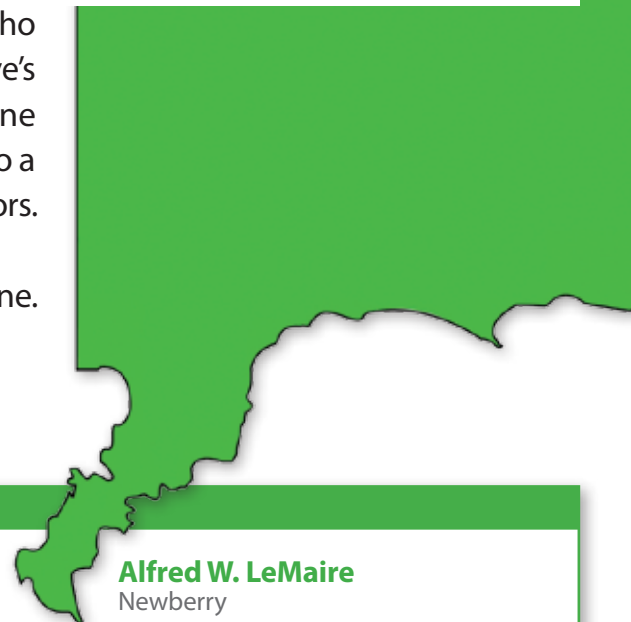 ho
e's
ne
o a
ors.
ne.
Alfred W. LeMaire
Newberry